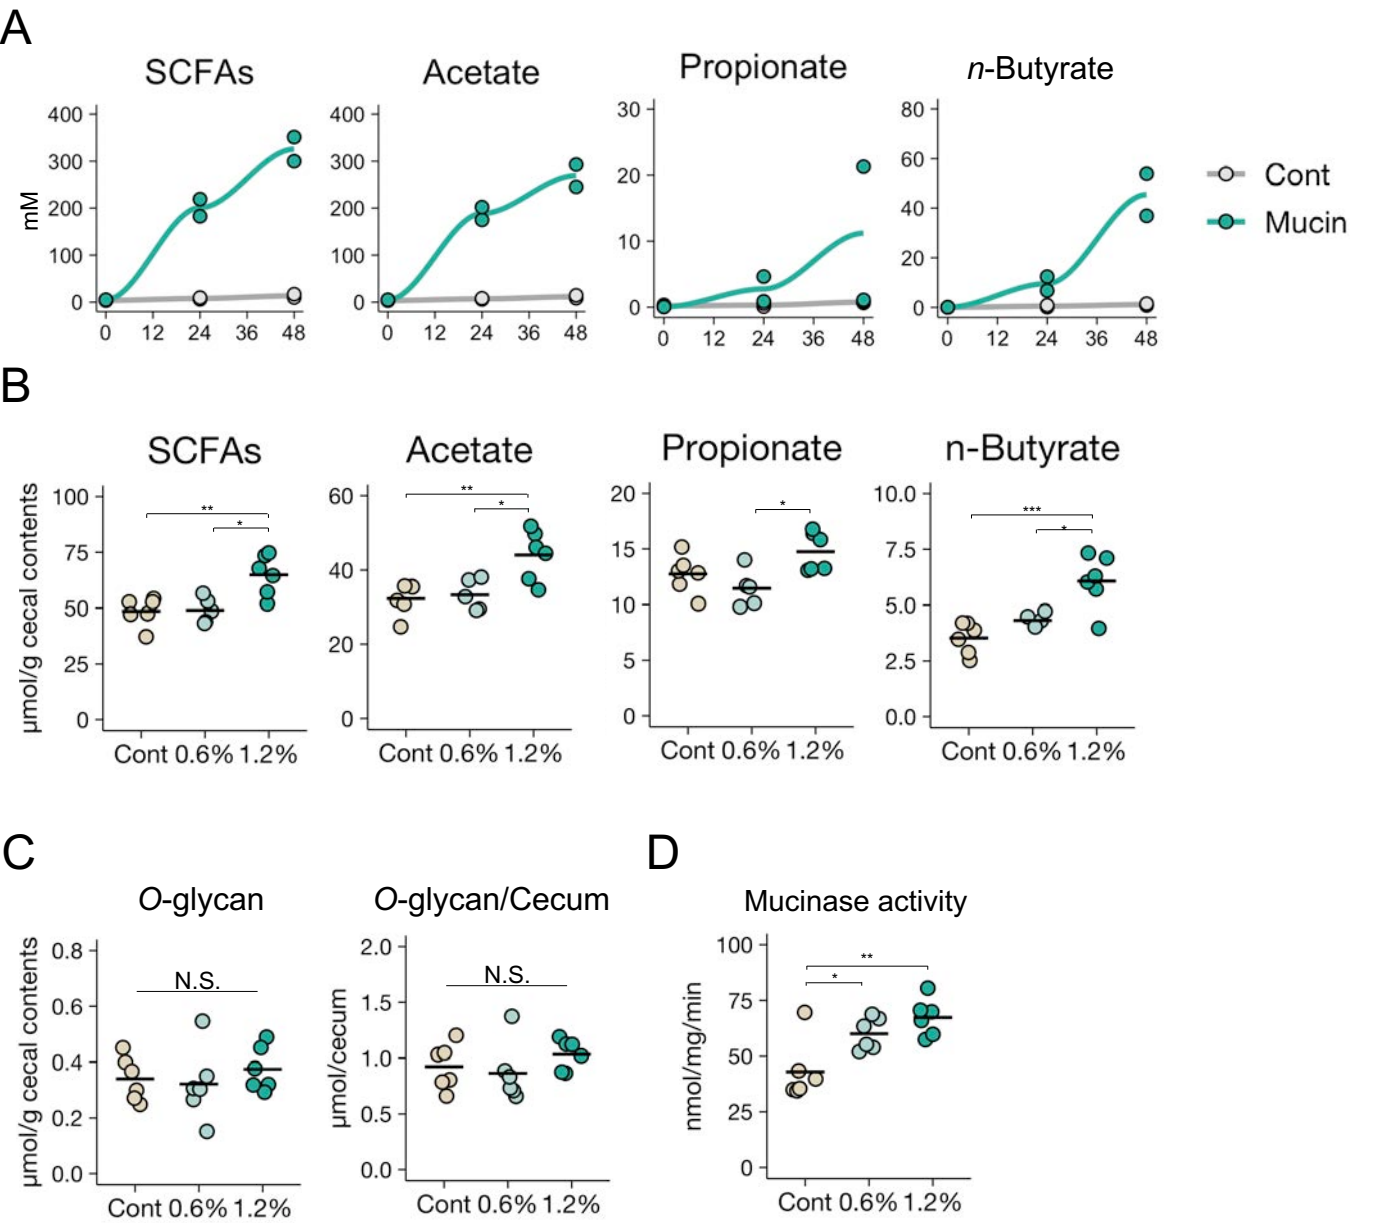 A
SCFAs Acetate Propionate n-Butyrate
mM
400 300 200 100 0
0 12 24 36 48
400 300 200 100 0
0 12 24 36 48
30 20 10 0
0 12 24 36 48
80 60 40 20 0
0 12 24 36 48
Cont
Mucin
B
SCFAs Acetate Propionate n-Butyrate
µmol/g cecal contents
100 75 50 25 0
** *
Cont 0.6% 1.2%
60 40 20 0
** *
Cont 0.6% 1.2%
20 15 10 5 0
*
Cont 0.6% 1.2%
10.0 7.5 5.0 2.5 0.0
*** *
Cont 0.6% 1.2%
C
O-glycan
µmol/g cecal contents
0.8 0.6 0.4 0.2 0.0
N.S.
Cont 0.6% 1.2%
O-glycan/Cecum
µmol/cecum
2.0 1.5 1.0 0.5 0.0
N.S.
Cont 0.6% 1.2%
D
Mucinase activity
nmol/mg/min
100 75 50 25 0
** *
Cont 0.6% 1.2%